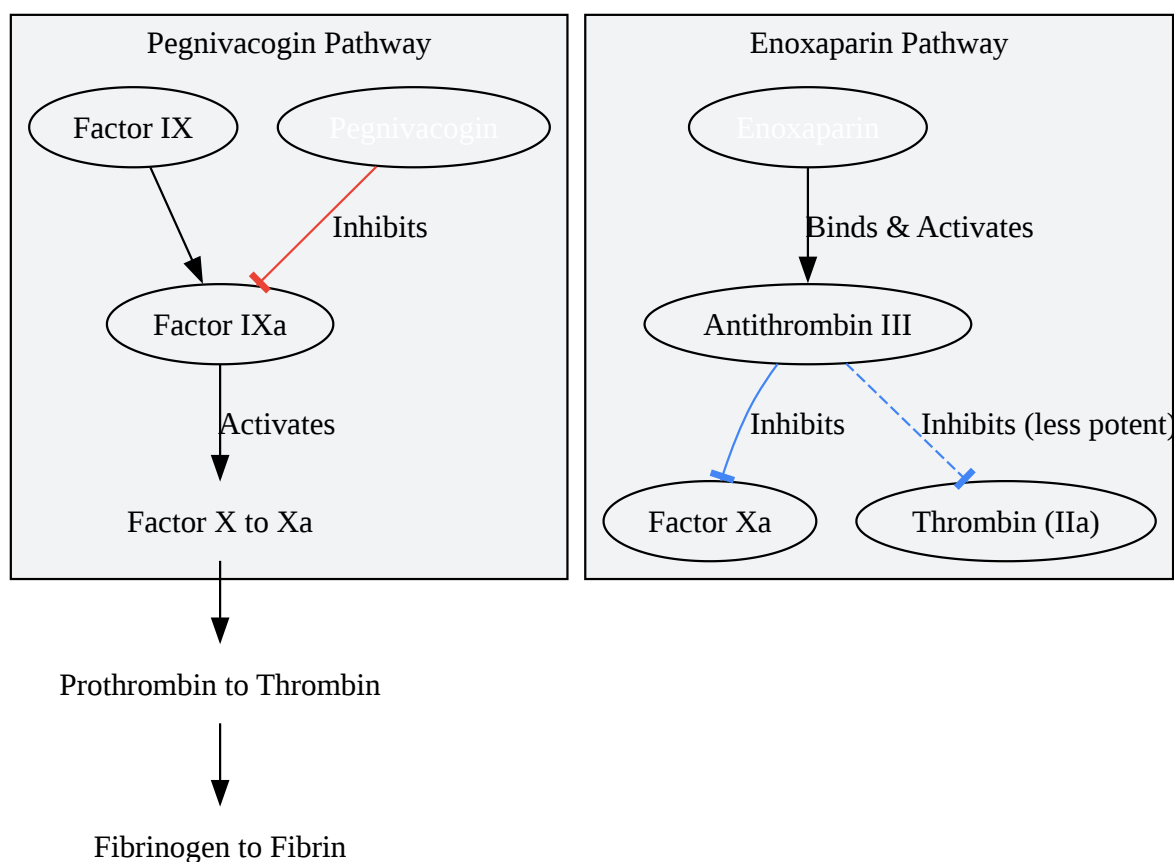 Pegnivacogin Pathway
Factor IX
Pegnivacogin
Inhibits
Factor IXa
Activates
Factor X to Xa
Prothrombin to Thrombin
Fibrinogen to Fibrin
Enoxaparin Pathway
Enoxaparin
Binds & Activates
Antithrombin III
Inhibits
Inhibits (less potent)
Factor Xa
Thrombin (IIa)